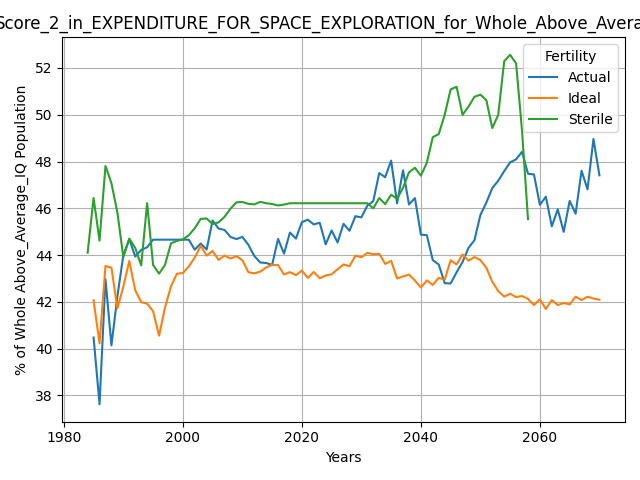 Score_2_in_EXPENDITURE_FOR_SPACE_EXPLORATION_for_Whole_Above_Avera
% of Whole Above_Average_IQ Population
52
50
48
46
44
42
40
38
1980
2000
2020
2040
2060
Years
Fertility
Actual
Ideal
Sterile